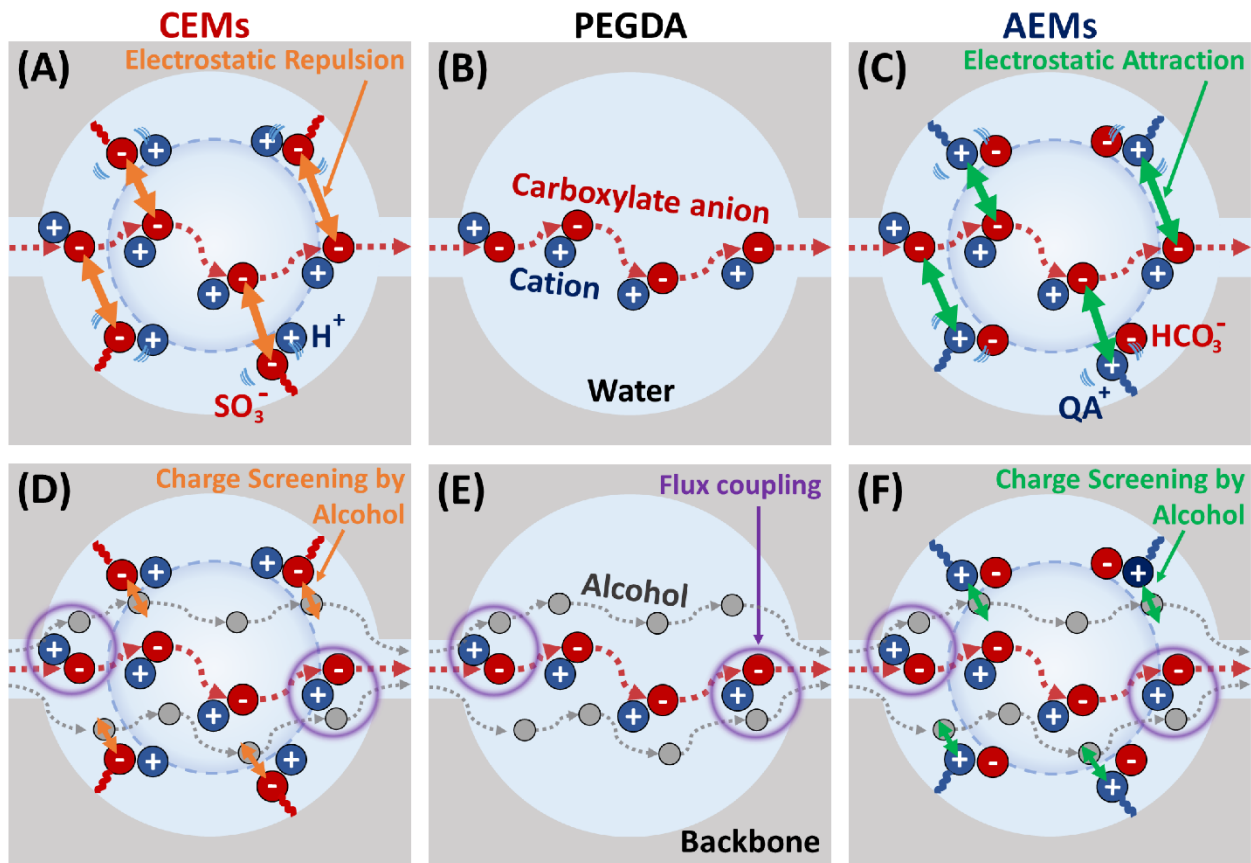 CEMs
PEGDA
AEMs
(A)
Electrostatic Repulsion
H⁺
SO₃⁻
(B)
Carboxylate anion
Cation
Water
(C)
Electrostatic Attraction
HCO₃⁻
QA⁺
(D)
Charge Screening by
Alcohol
(E)
Flux coupling
Alcohol
Backbone
(F)
Charge Screening by
Alcohol